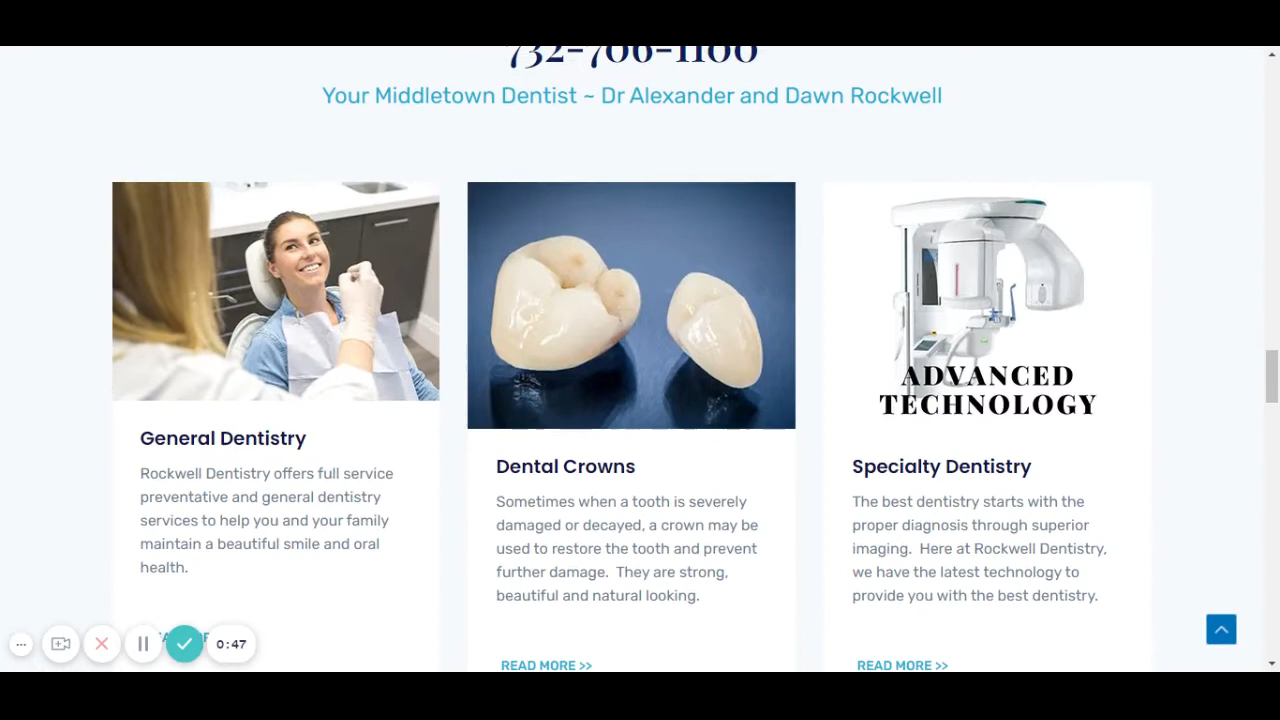 732-706-1100
Your Middletown Dentist ~ Dr Alexander and Dawn Rockwell
ADVANCED
TECHNOLOGY
General Dentistry
Rockwell Dentistry offers full service
preventative and general dentistry
services to help you and your family
maintain a beautiful smile and oral
health.
Dental Crowns
Sometimes when a tooth is severely
damaged or decayed, a crown may be
used to restore the tooth and prevent
further damage.  They are strong,
beautiful and natural looking.
READ MORE >>
Specialty Dentistry
The best dentistry starts with the
proper diagnosis through superior
imaging.  Here at Rockwell Dentistry,
we have the latest technology to
provide you with the best dentistry.
READ MORE >>
0:47